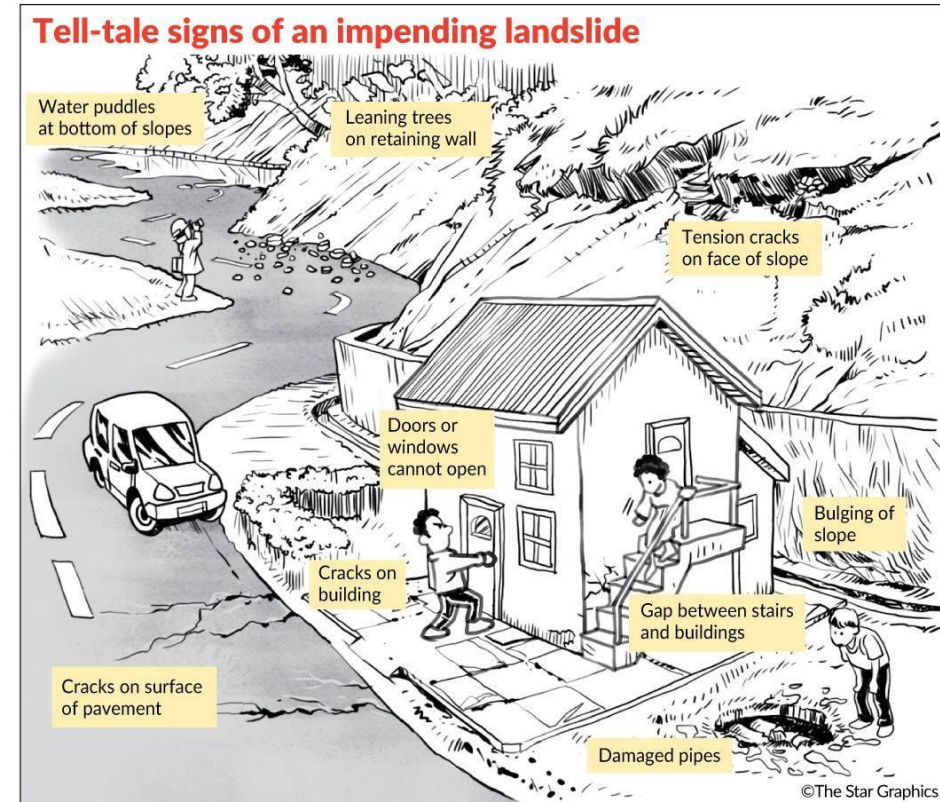 Tell-tale signs of an impending landslide
Water puddles
at bottom of slopes
Leaning trees
on retaining wall
Tension cracks
on face of slope
Doors or
windows
cannot open
Bulging of
slope
Cracks on
building
Gap between stairs
and buildings
Cracks on surface
of pavement
Damaged pipes
©The Star Graphics